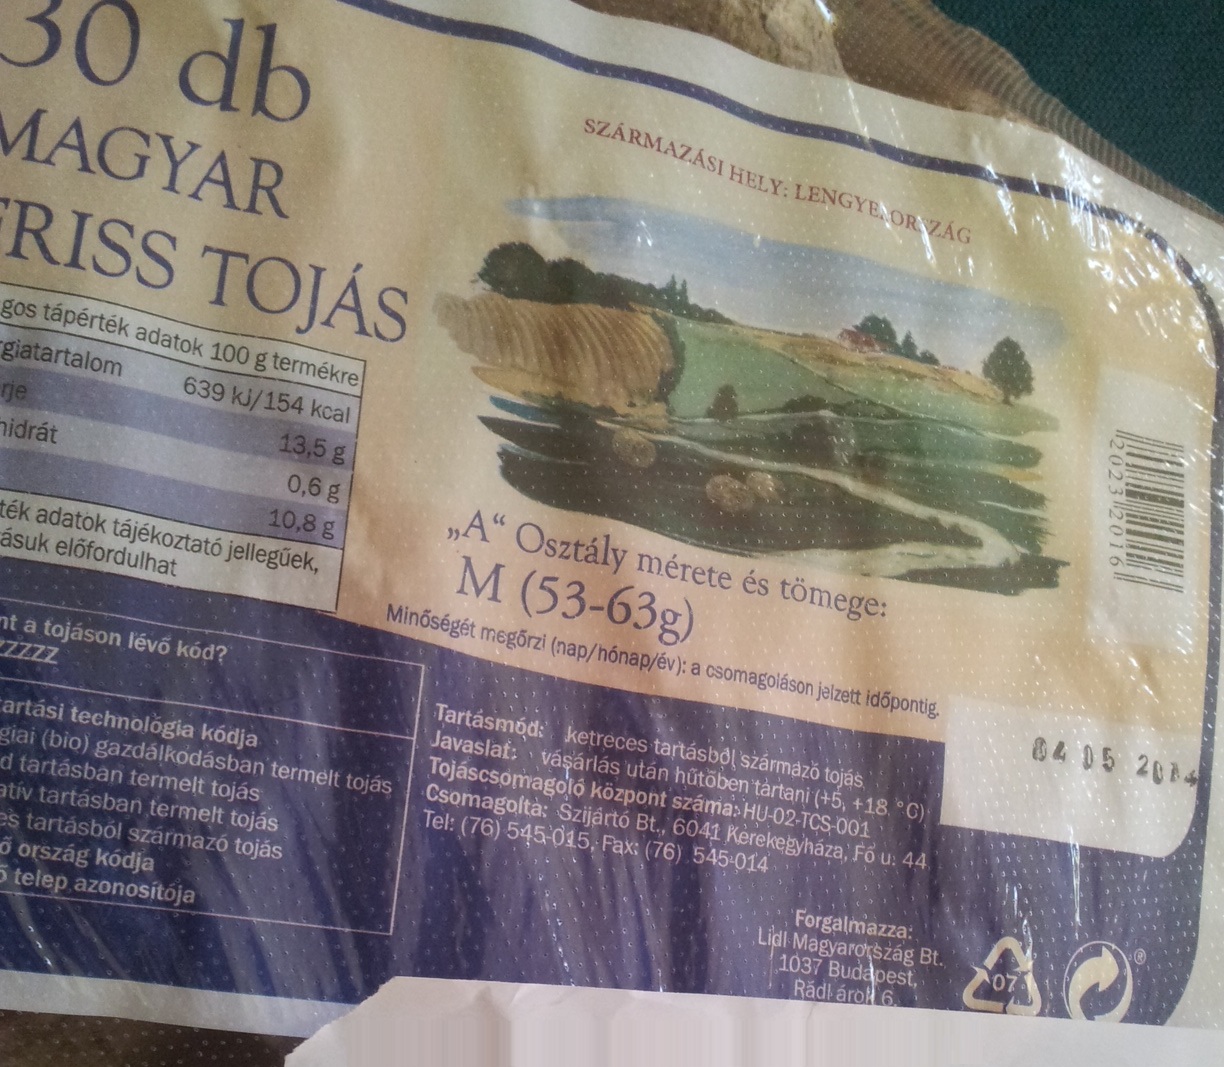 30 db
MAGYAR
FRISS TOJÁS
SZÁRMAZÁSI HELY: LENGYELORSZÁG
gos tápérték adatok 100 g termékre
rgiatartalom 639 kJ/154 kcal
rje 13,5 g
hidrát 0,6 g
10,8 g
ték adatok tájékoztató jellegűek,
ásuk előfordulhat
20232016
„A“ Osztály mérete és tömege:
M (53-63g)
Minőségét megőrzi (nap/hónap/év): a csomagoláson jelzett időpontig.
04 05 2014
nt a tojáson lévő kód?
ZZZZZ
artási technológia kódja
giai (bio) gazdálkodásban termelt tojás
d tartásban termelt tojás
atív tartásban termelt tojás
es tartásból származó tojás
ő ország kódja
ő telep azonosítója
Tartásmód: ketreces tartásból származó tojás
Javaslat: vásárlás után hűtőben tartani (+5, +18 °C)
Tojáscsomagoló központ száma: HU-02-TCS-001
Csomagolta: Szijártó Bt., 6041 Kerekegyháza, Fő u. 44.
Tel: (76) 545-015, Fax: (76) 545-014
Forgalmazza:
Lidl Magyarország Bt.
1037 Budapest,
Rádl árok 6.
07
®